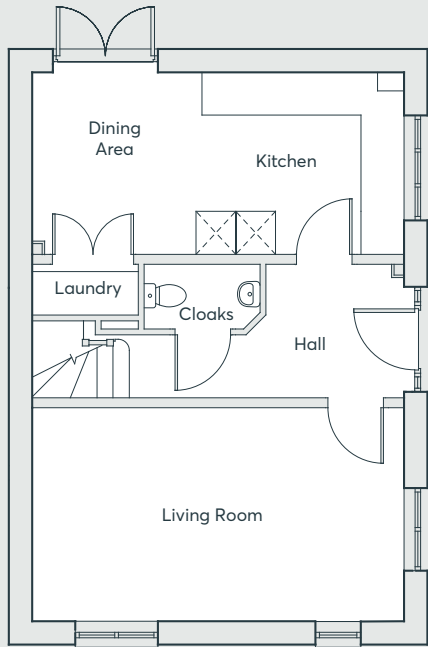 Dining
Area
Kitchen
Laundry
Cloaks
Hall
Living Room